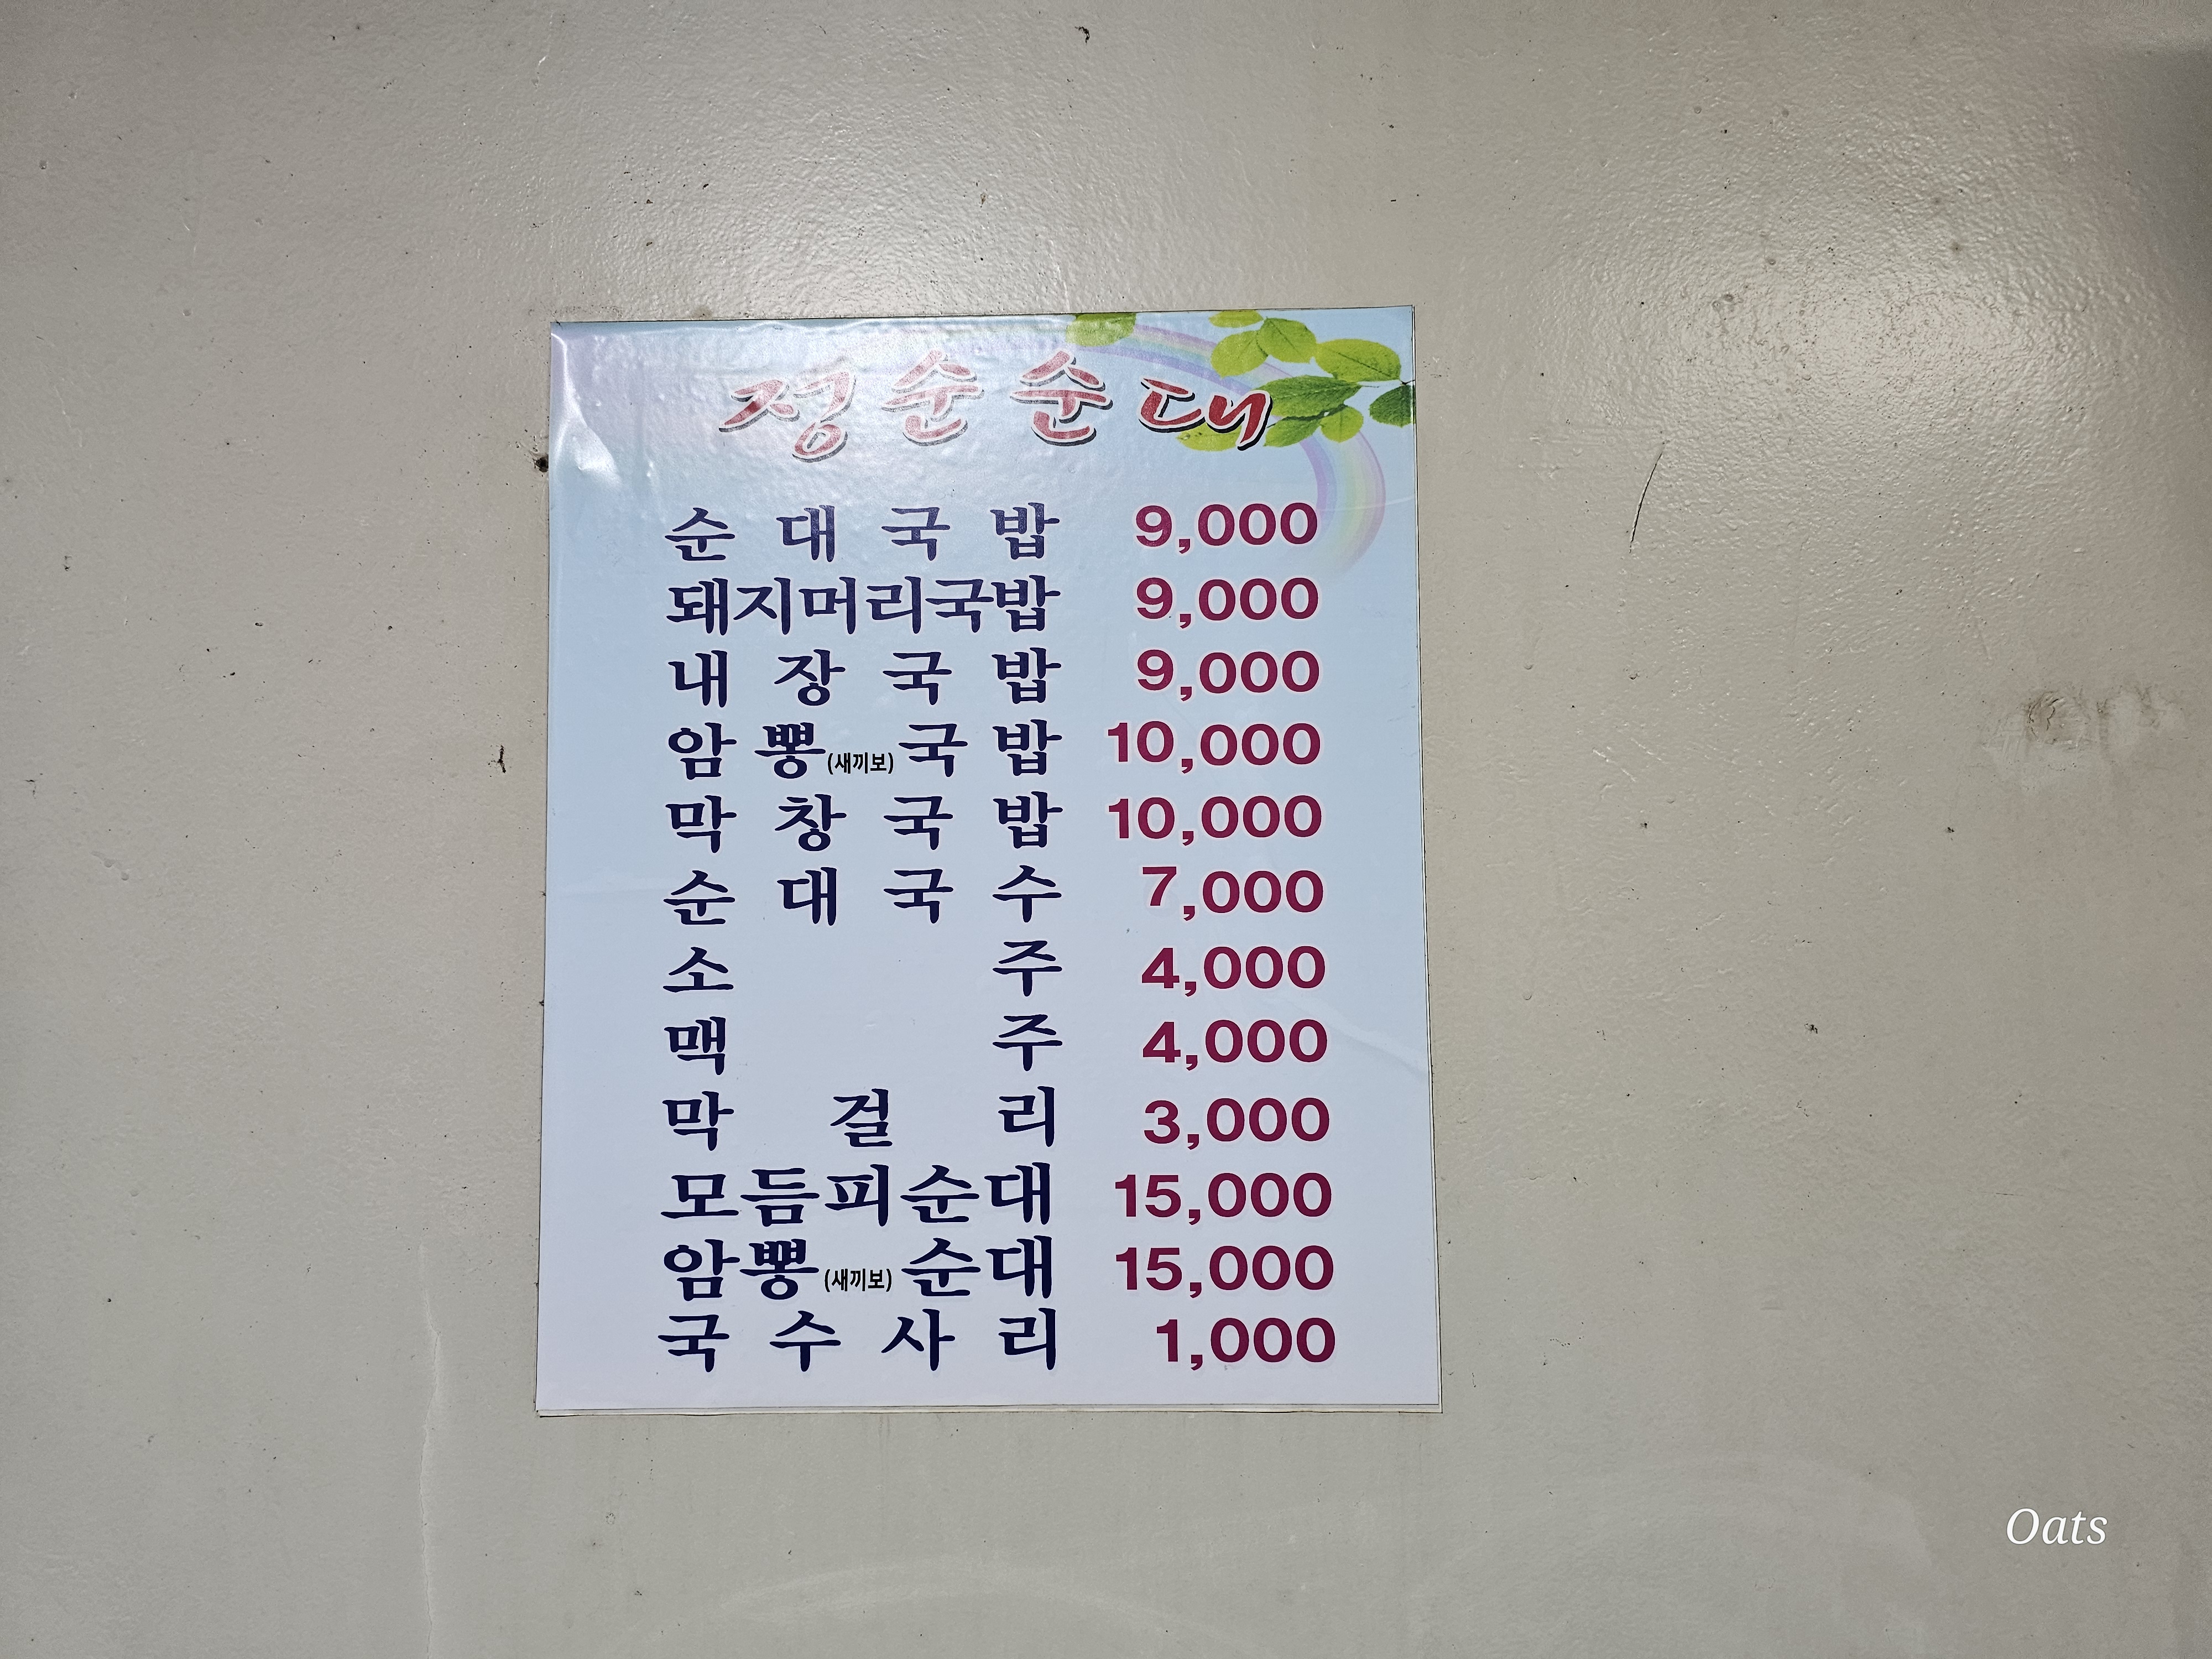 정순순대
순대국밥 9,000
돼지머리국밥 9,000
내장국밥 9,000
암뽕(새끼보)국밥 10,000
막창국밥 10,000
순대국수 7,000
소주 4,000
맥주 4,000
막걸리 3,000
모듬피순대 15,000
암뽕(새끼보)순대 15,000
국수사리 1,000
Oats